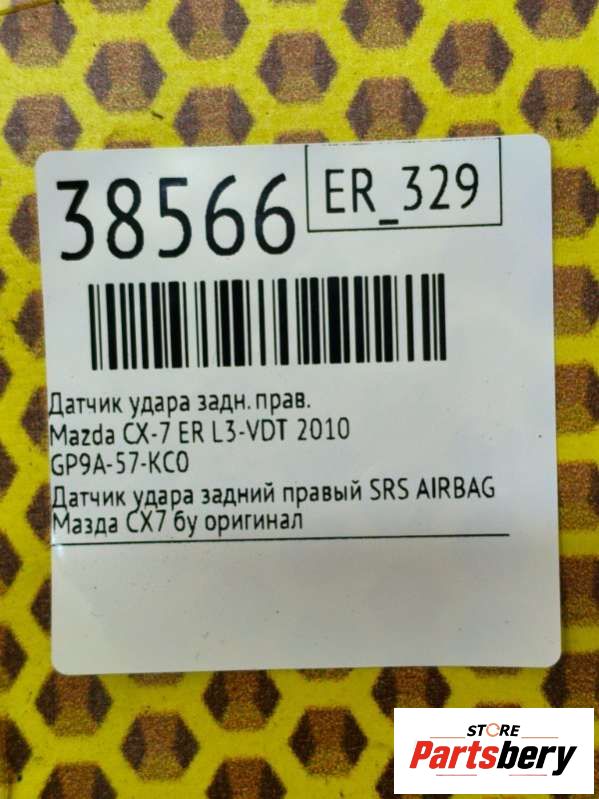 38566
ER_329
Датчик удара задн. прав.
Mazda CX-7 ER L3-VDT 2010
GP9A-57-KC0
Датчик удара задний правый SRS AIRBAG
Мазда СХ7 бу оригинал
STORE
Partsbery